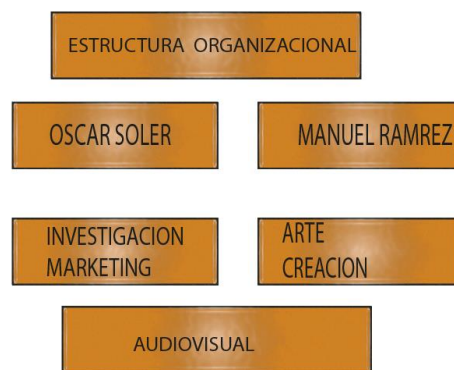 ESTRUCTURA ORGANIZACIONAL
OSCAR SOLER
MANUEL RAMREZ
INVESTIGACION
MARKETING
ARTE
CREACION
AUDIOVISUAL